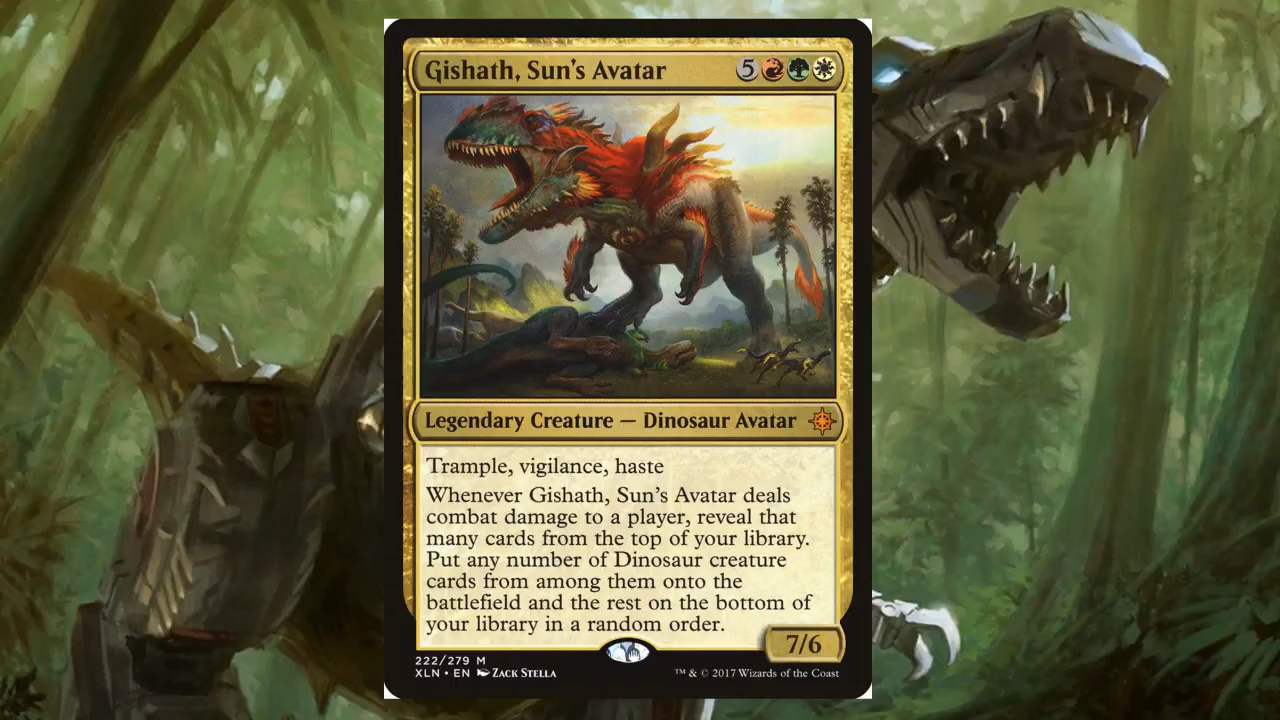 Gishath, Sun's Avatar 5
Legendary Creature — Dinosaur Avatar
Trample, vigilance, haste
Whenever Gishath, Sun's Avatar deals
combat damage to a player, reveal that
many cards from the top of your library.
Put any number of Dinosaur creature
cards from among them onto the
battlefield and the rest on the bottom of
your library in a random order.
7/6
222/279 M
XLN • EN ZACK STELLA ™ & © 2017 Wizards of the Coast